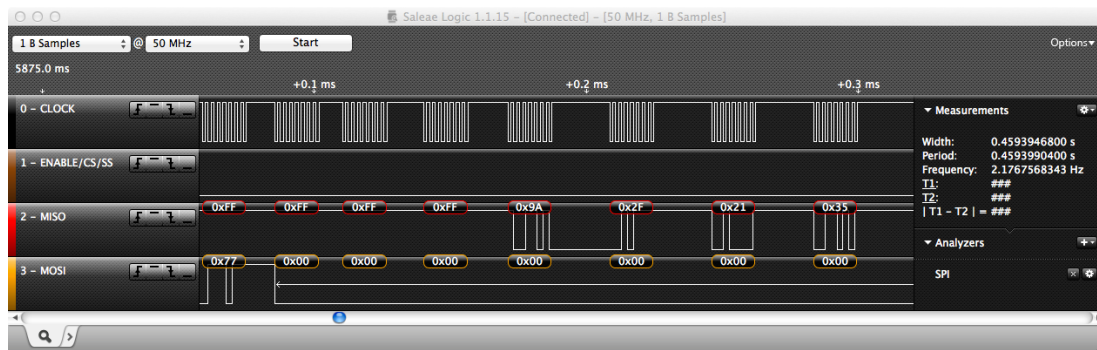 Saleae Logic 1.1.15 – [Connected] – [50 MHz, 1 B Samples]
1 B Samples @ 50 MHz Start Options
5875.0 ms
+0.1 ms +0.2 ms +0.3 ms
0 – CLOCK
1 – ENABLE/CS/SS
2 – MISO
0xFF 0xFF 0xFF 0xFF 0x9A 0x2F 0x21 0x35
3 – MOSI
0x77 0x00 0x00 0x00 0x00 0x00 0x00 0x00
Measurements
Width: 0.4593946800 s
Period: 0.4593990400 s
Frequency: 2.1767568343 Hz
T1: ###
T2: ###
| T1 – T2 | = ###
Analyzers
SPI